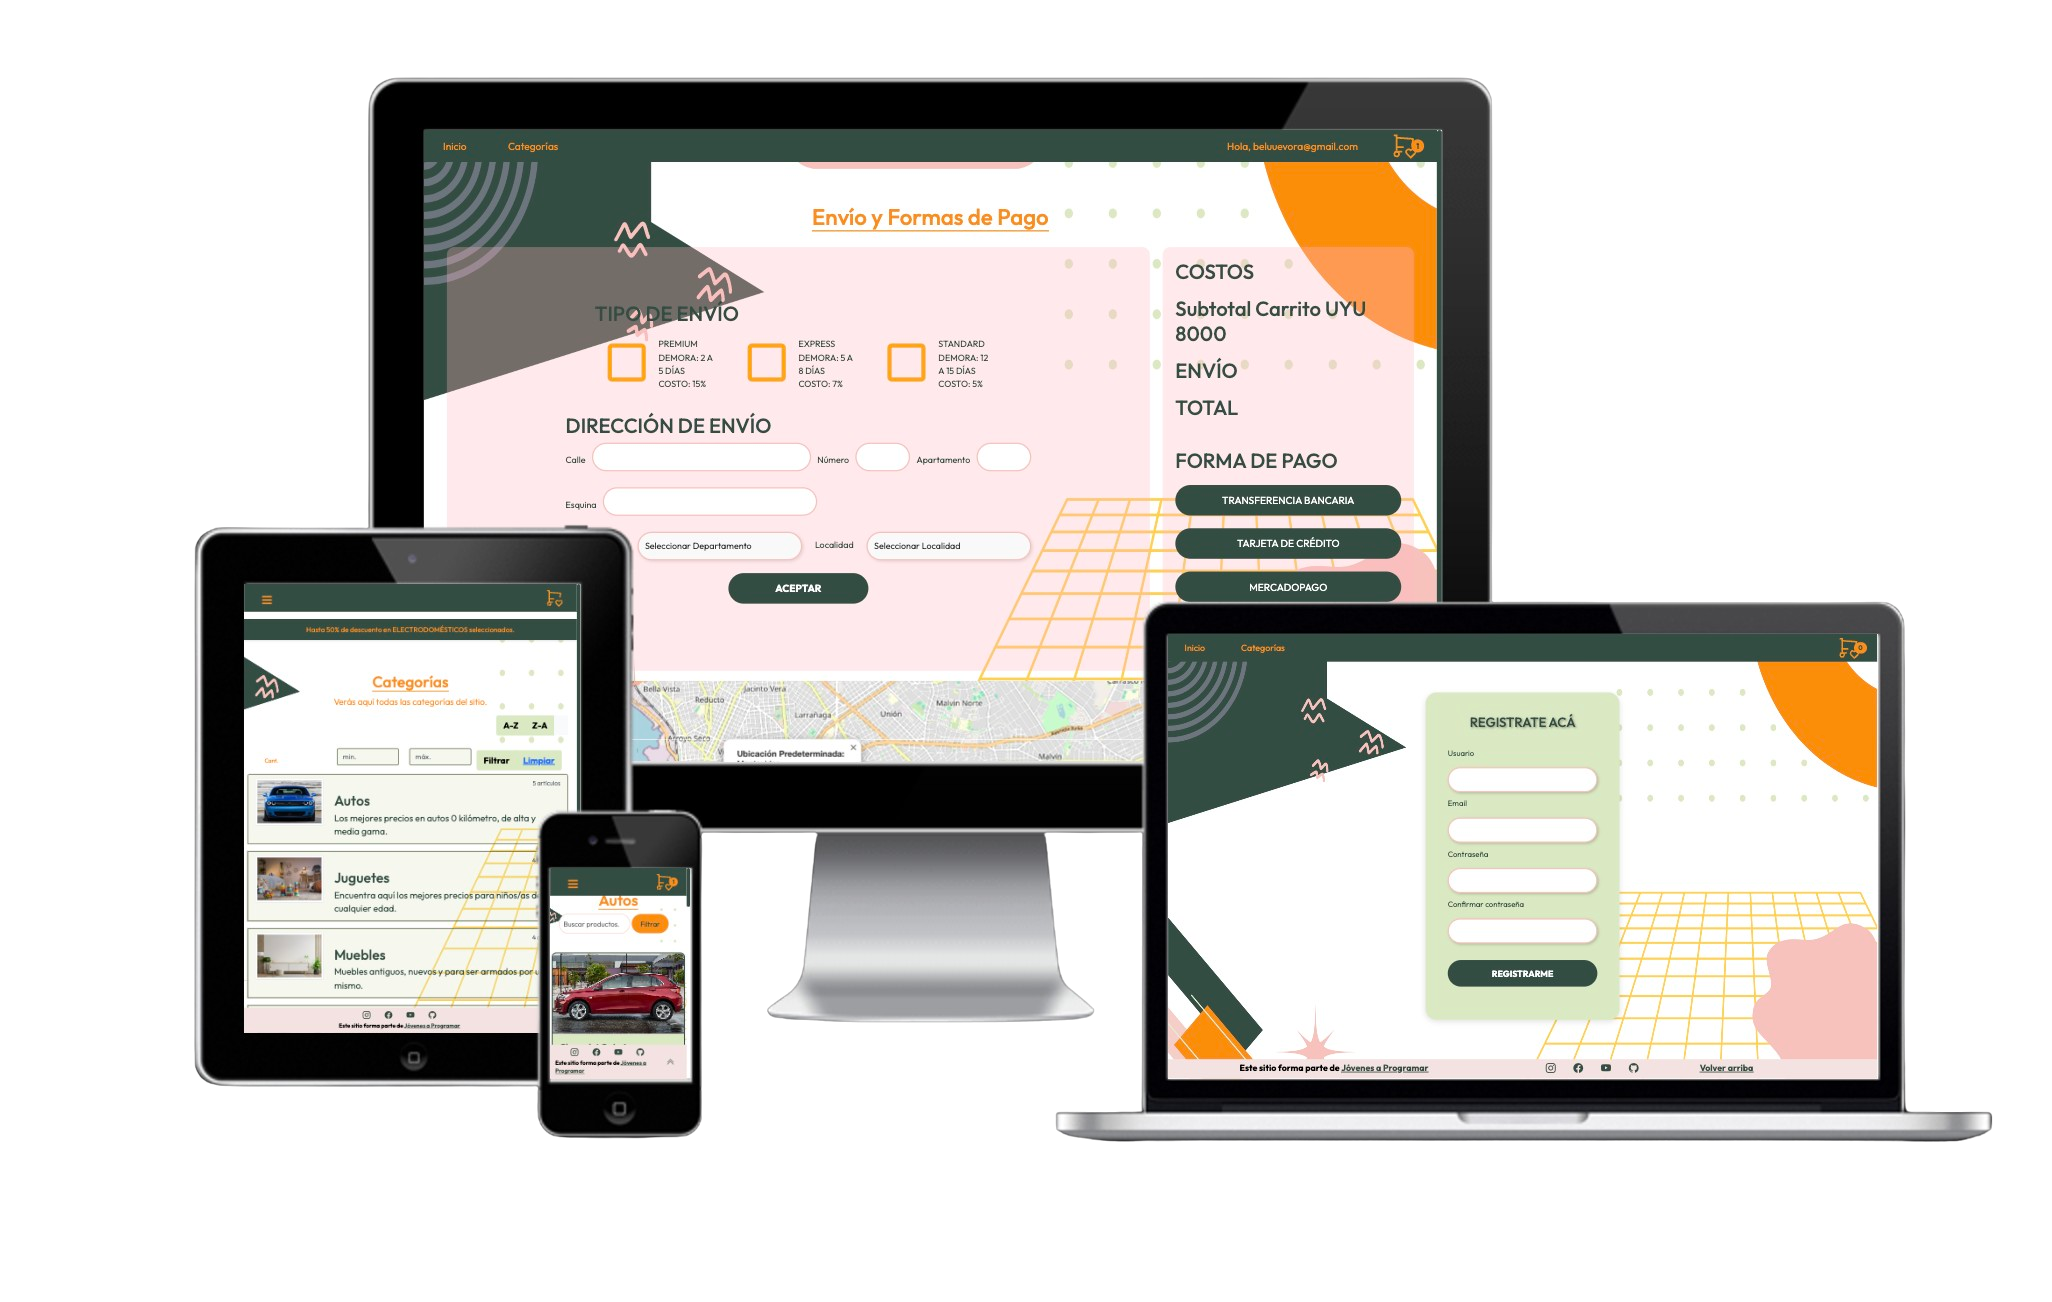 Inicio
Categorías
Hola, beluuevora@gmail.com
1
Envío y Formas de Pago
TIPO DE ENVÍO
PREMIUM
DEMORA: 2 A
5 DÍAS
COSTO: 15%
EXPRESS
DEMORA: 5 A
8 DÍAS
COSTO: 7%
STANDARD
DEMORA: 12
A 15 DÍAS
COSTO: 5%
DIRECCIÓN DE ENVÍO
Calle
Número
Apartamento
Esquina
Seleccionar Departamento
Localidad
Seleccionar Localidad
ACEPTAR
COSTOS
Subtotal Carrito UYU
8000
ENVÍO
TOTAL
FORMA DE PAGO
TRANSFERENCIA BANCARIA
TARJETA DE CRÉDITO
MERCADOPAGO
Bella Vista
Jacinto Vera
Reducto
Larrañaga
Unión
Malvin Norte
Arroyo Seco
Malvin
Ubicación Predeterminada:
×
Hasta 50% de descuento en ELECTRODOMÉSTICOS seleccionados.
Categorías
Verás aquí todas las categorías del sitio.
A-Z
Z-A
Cant.
min.
máx.
Filtrar
Limpiar
5 artículos
Autos
Los mejores precios en autos 0 kilómetro, de alta y
media gama.
Juguetes
Encuentra aquí los mejores precios para niños/as de
cualquier edad.
Muebles
Muebles antiguos, nuevos y para ser armados por u
mismo.
Este sitio forma parte de Jóvenes a Programar
1
Autos
Buscar productos.
Filtrar
Este sitio forma parte de Jóvenes a
Programar
Inicio
Categorías
0
REGISTRATE ACÁ
Usuario
Email
Contraseña
Confirmar contraseña
REGISTRARME
Este sitio forma parte de Jóvenes a Programar
Volver arriba